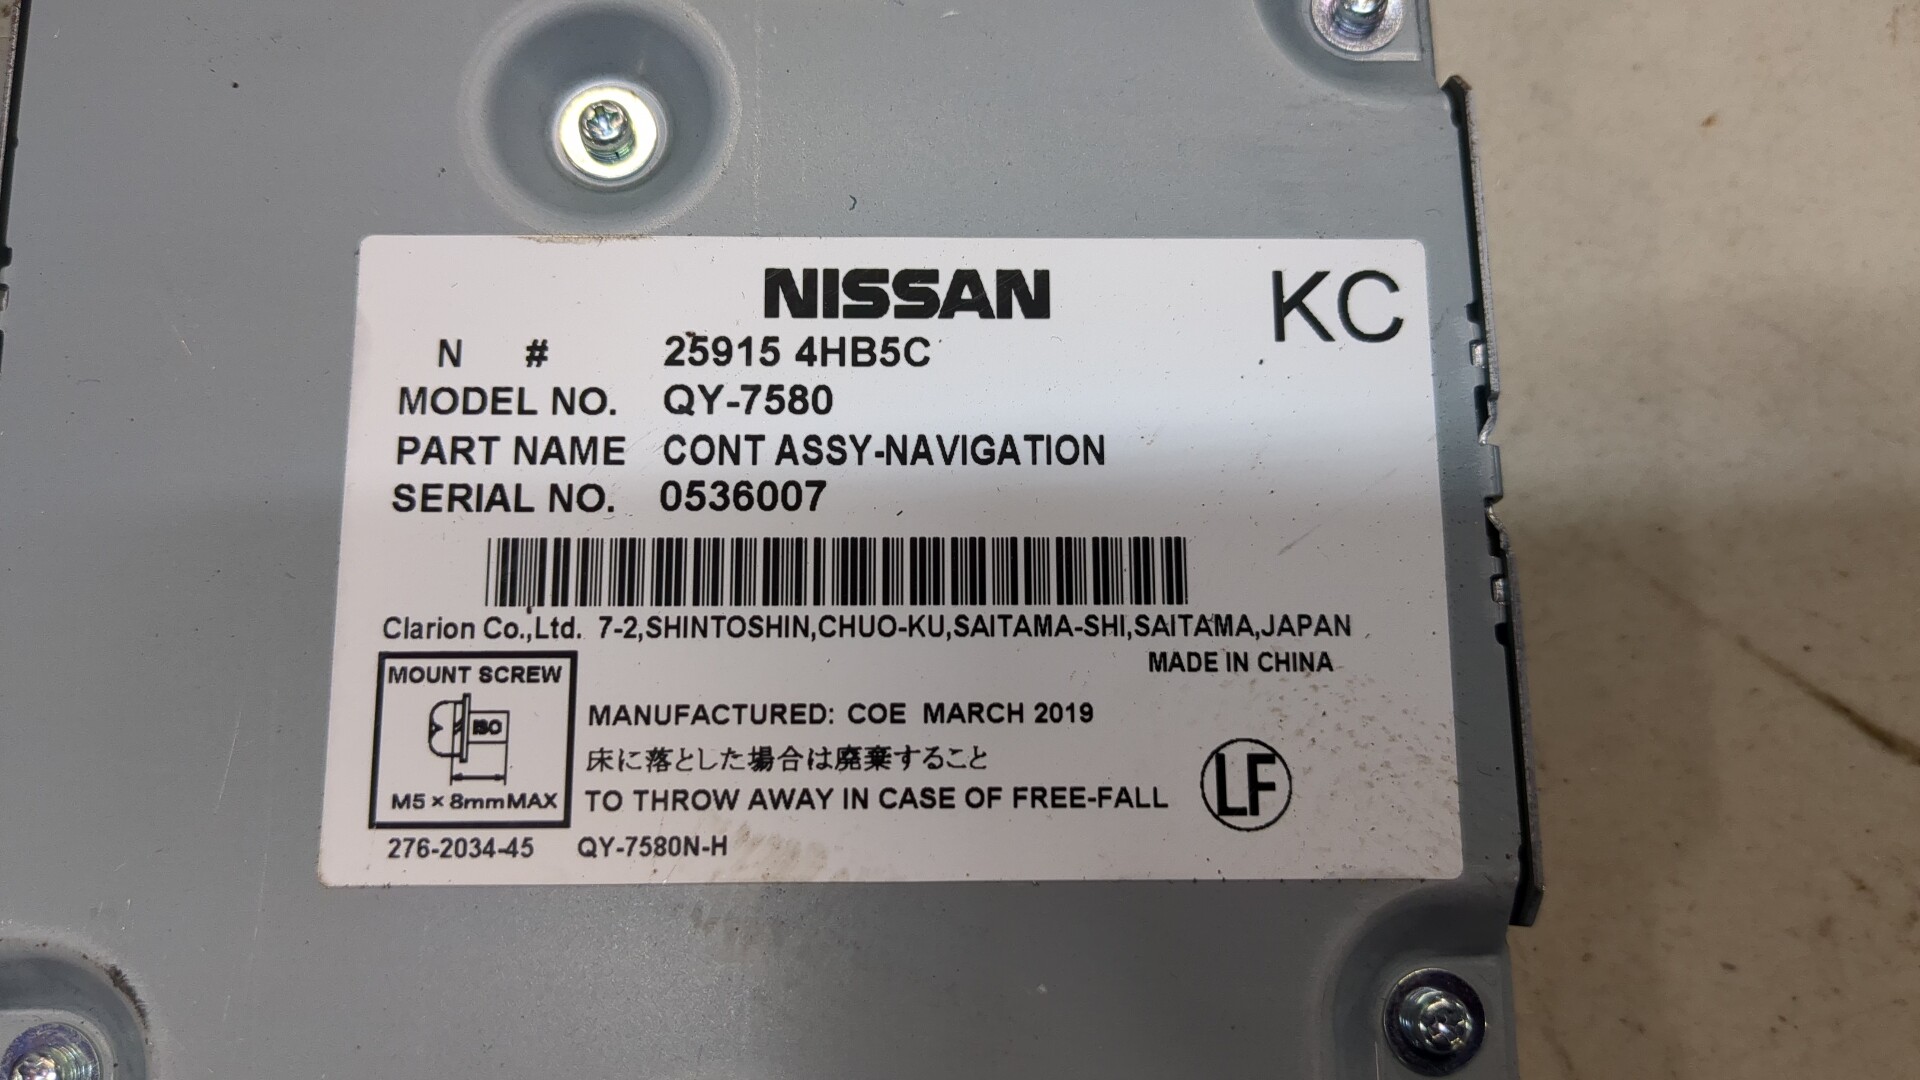 NISSAN
KC
N # 25915 4HB5C
MODEL NO. QY-7580
PART NAME CONT ASSY-NAVIGATION
SERIAL NO. 0536007
Clarion Co.,Ltd. 7-2,SHINTOSHIN,CHUO-KU,SAITAMA-SHI,SAITAMA,JAPAN
MADE IN CHINA
MOUNT SCREW
ISO
M5 × 8mm MAX
MANUFACTURED: COE MARCH 2019
床に落とした場合は廃棄すること
TO THROW AWAY IN CASE OF FREE-FALL
LF
276-2034-45 QY-7580N-H